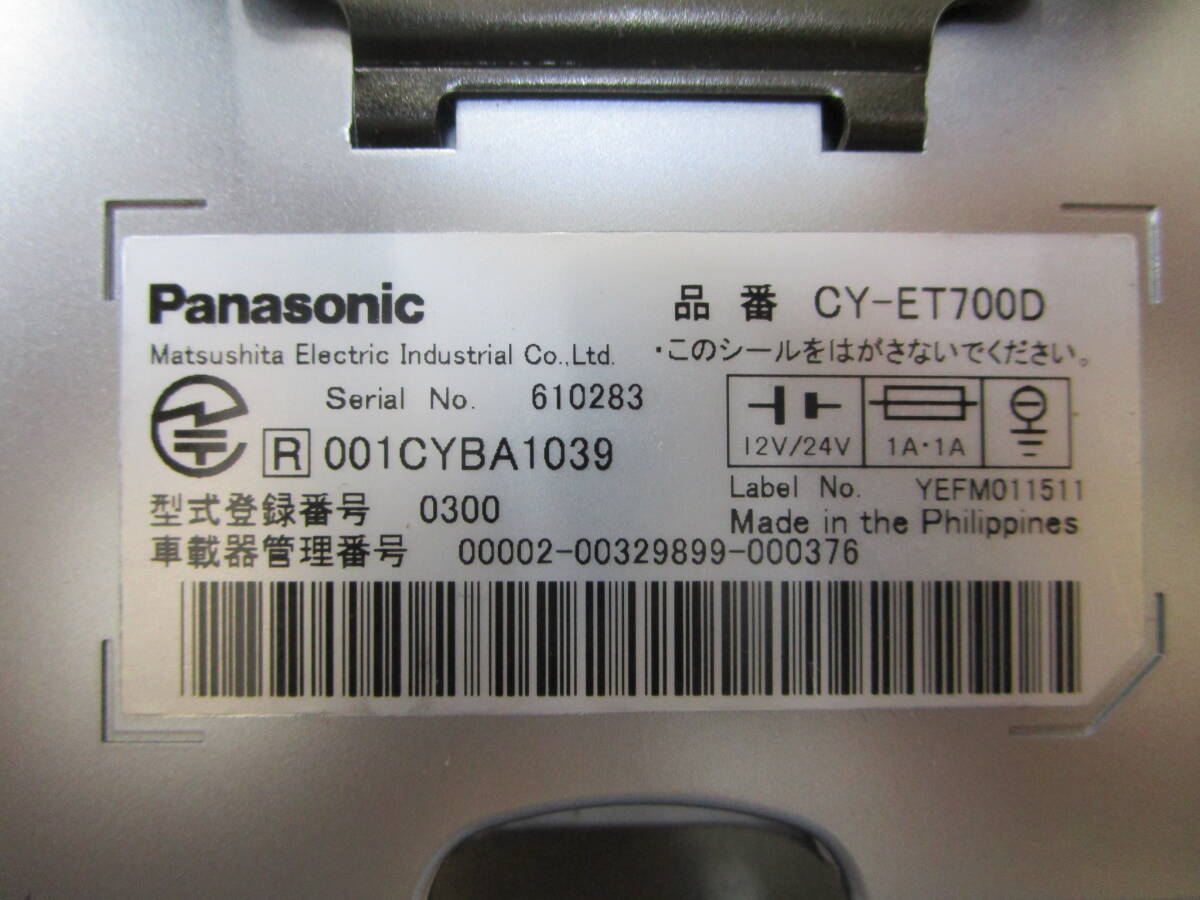 Panasonic 品番 CY-ET700D
Matsushita Electric Industrial Co.,Ltd. ・このシールをはがさないでください。
Serial No. 610283
R 001CYBA1039
12V/24V 1A・1A
型式登録番号 0300
Label No. YEFM011511
Made in the Philippines
車載器管理番号 00002-00329899-000376